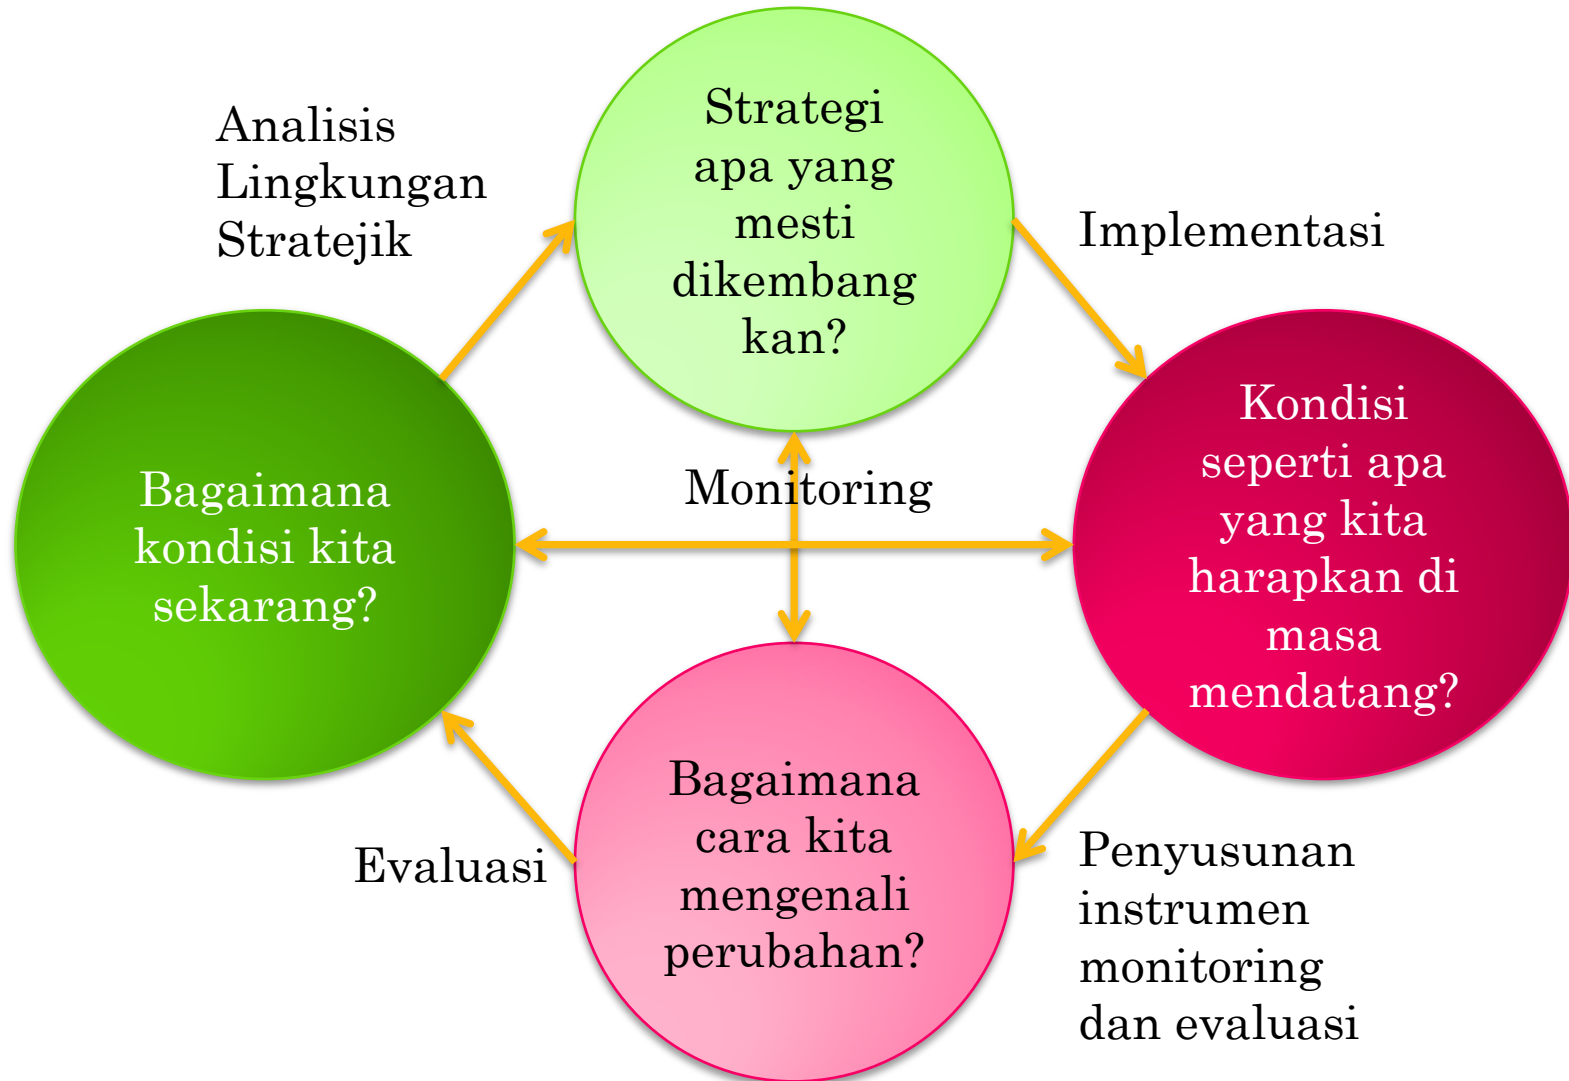 Analisis
Lingkungan
Stratejik
Strategi
apa yang
mesti
dikembang
kan?
Implementasi
Bagaimana
kondisi kita
sekarang?
Monitoring
Kondisi
seperti apa
yang kita
harapkan di
masa
mendatang?
Evaluasi
Bagaimana
cara kita
mengenali
perubahan?
Penyusunan
instrumen
monitoring
dan evaluasi